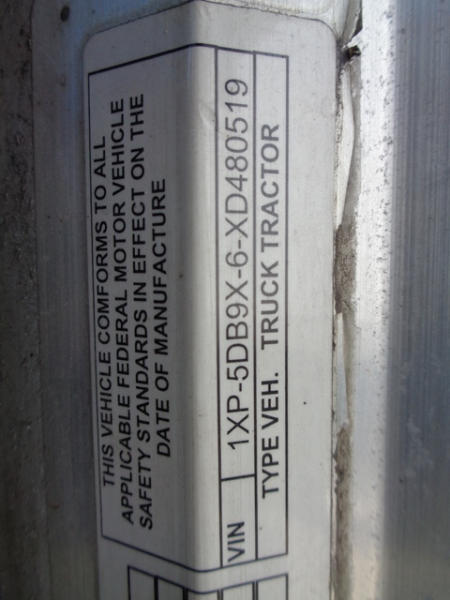 THIS VEHICLE COMFORMS TO ALL
APPLICABLE FEDERAL MOTOR VEHICLE
SAFETY STANDARDS IN EFFECT ON THE
DATE OF MANUFACTURE
VIN 1XP-5DB9X-6-XD480519
TYPE VEH. TRUCK TRACTOR